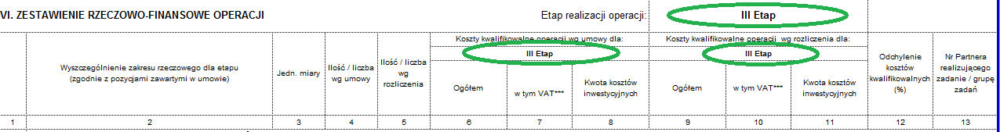 VI. ZESTAWIENIE RZECZOWO-FINANSOWE OPERACJI
Etap realizacji operacji:
III Etap
Wyszczególnienie zakresu rzeczowego dla etapu
(zgodnie z pozycjami zawartymi w umowie)
Jedn. miary
Ilość / liczba
wg umowy
Ilość / liczba
wg
rozliczenia
Koszty kwalifikowalne operacji wg umowy dla:
III Etap
Ogółem
w tym VAT***
Kwota kosztów
inwestycyjnych
Koszty kwalifikowalne operacji wg rozliczenia dla:
III Etap
Ogółem
w tym VAT***
Kwota kosztów
inwestycyjnych
Odchylenie
kosztów
kwalifikowalnych
(%)
Nr Partnera
realizującego
zadanie / grupę
zadań
1 2 3 4 5 6 7 8 9 10 11 12 13